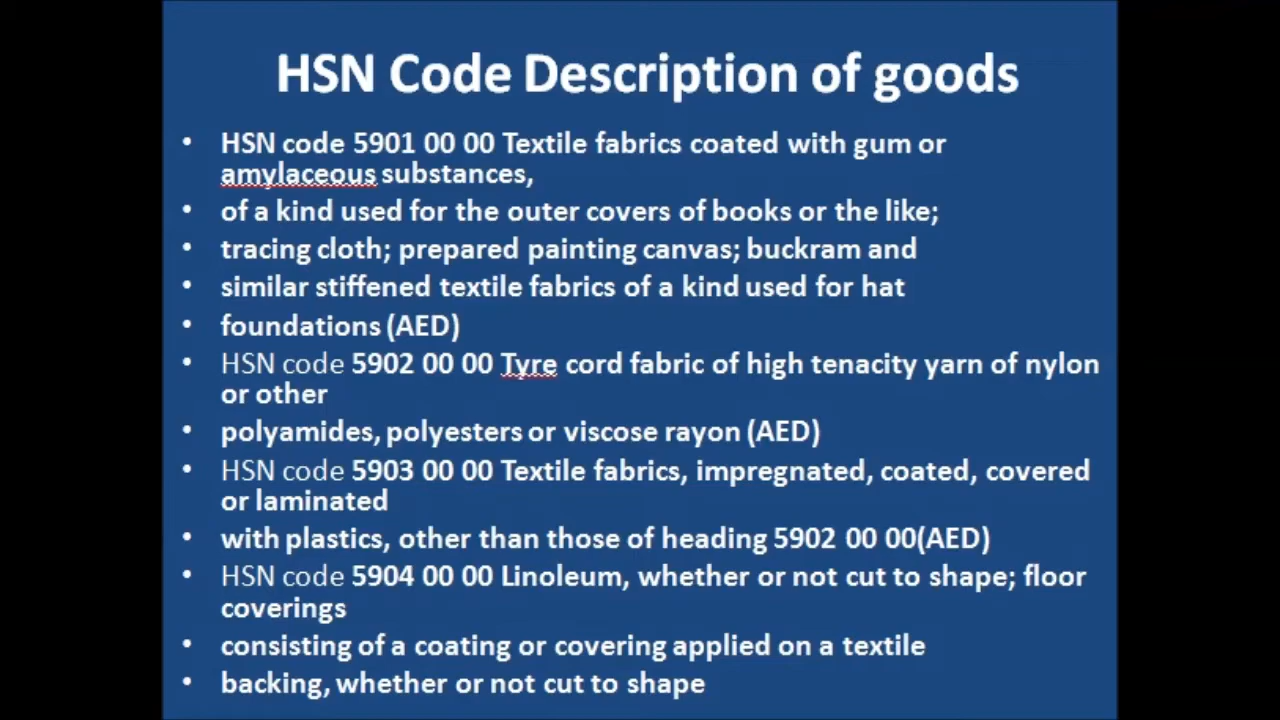 HSN Code Description of goods
• HSN code 5901 00 00 Textile fabrics coated with gum or
amylaceous substances,
• of a kind used for the outer covers of books or the like;
• tracing cloth; prepared painting canvas; buckram and
• similar stiffened textile fabrics of a kind used for hat
• foundations (AED)
• HSN code 5902 00 00 Tyre cord fabric of high tenacity yarn of nylon
or other
• polyamides, polyesters or viscose rayon (AED)
• HSN code 5903 00 00 Textile fabrics, impregnated, coated, covered
or laminated
• with plastics, other than those of heading 5902 00 00(AED)
• HSN code 5904 00 00 Linoleum, whether or not cut to shape; floor
coverings
• consisting of a coating or covering applied on a textile
• backing, whether or not cut to shape